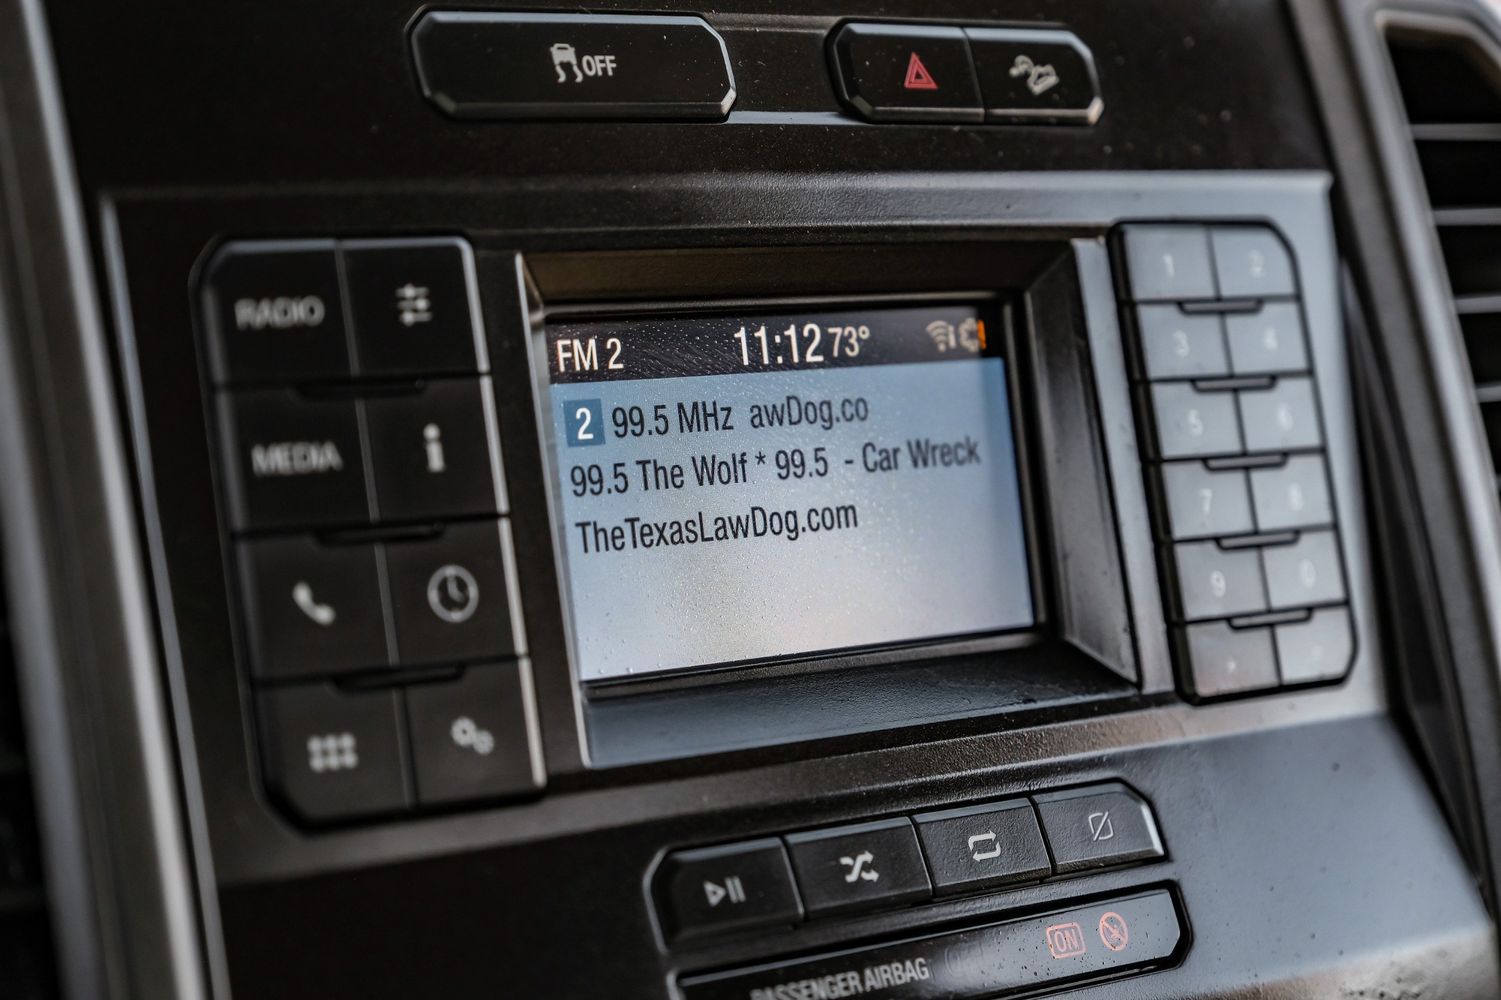 OFF
RADIO
MEDIA
FM 2 11:12 73°
2 99.5 MHz awDog.co
99.5 The Wolf * 99.5 - Car Wreck
TheTexasLawDog.com
1 2
3 4
5 6
7 8
9 0
PASSENGER AIRBAG ON